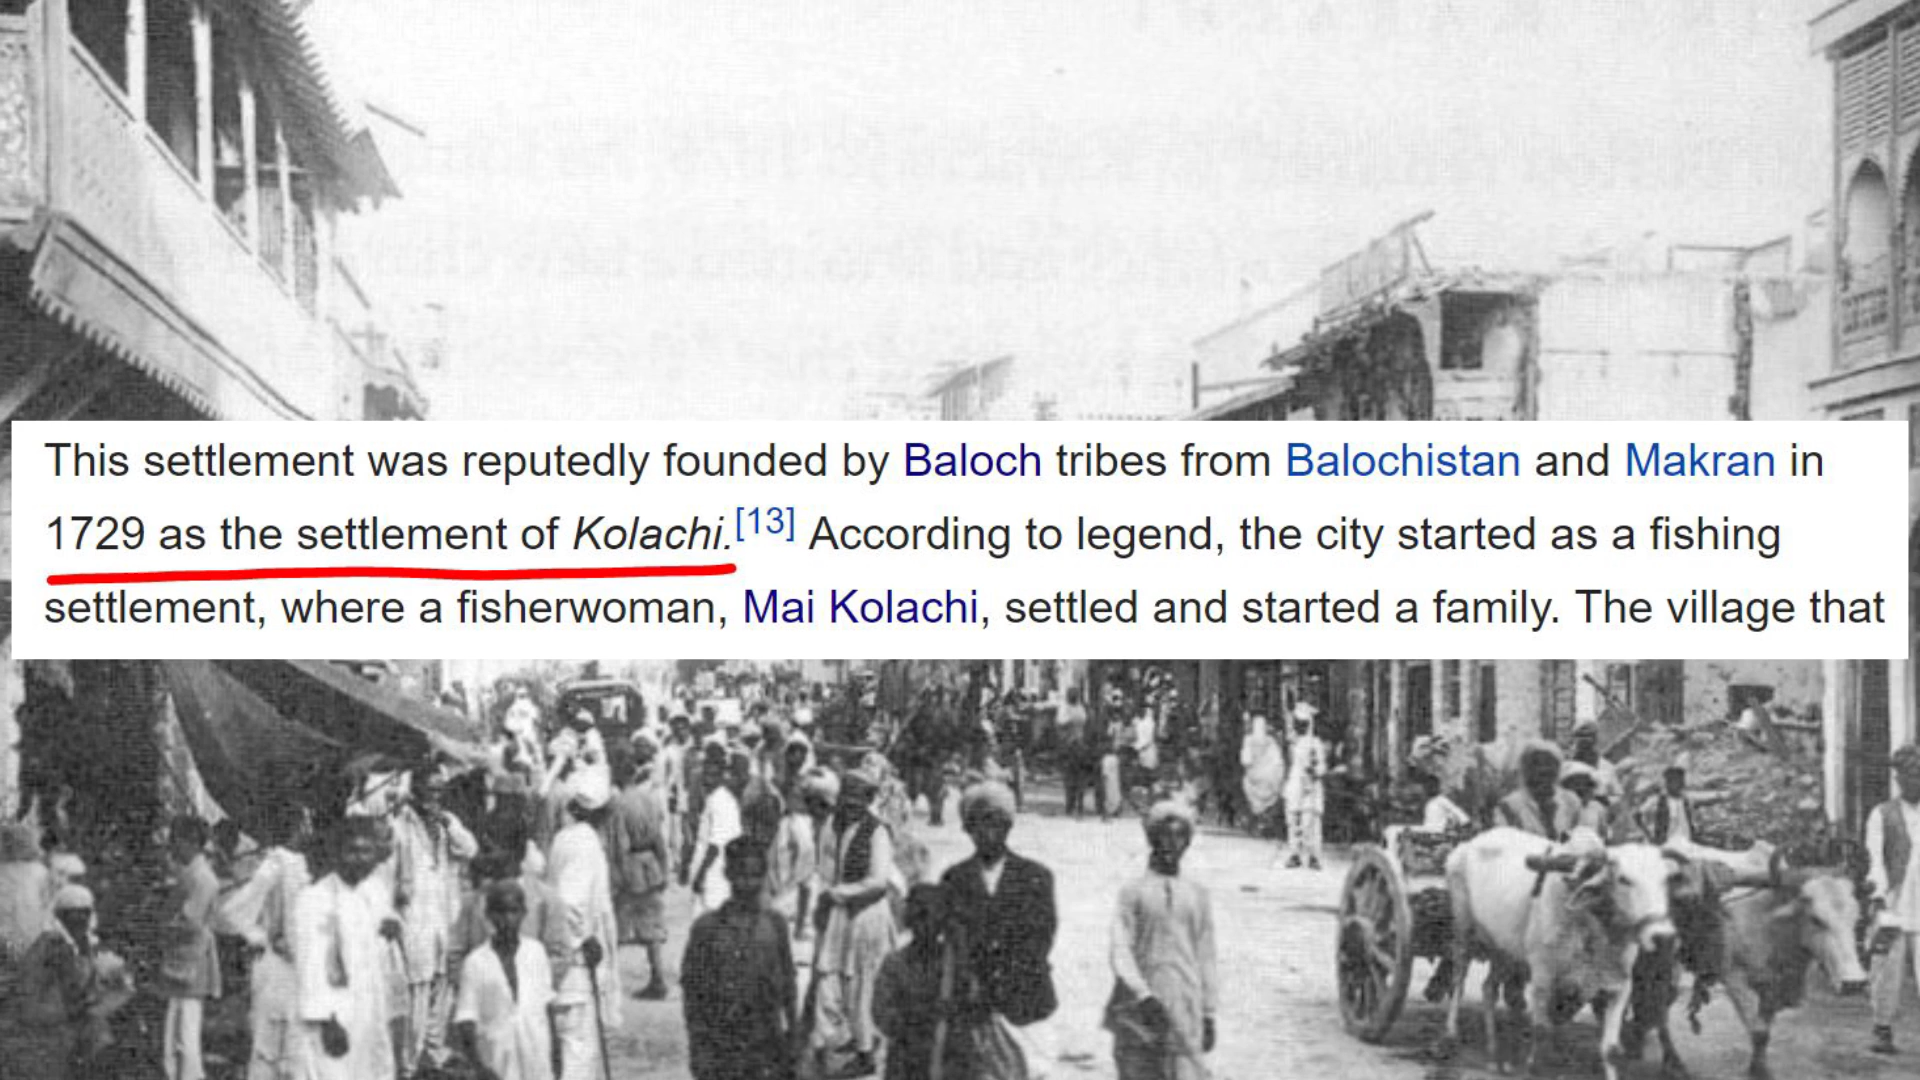 This settlement was reputedly founded by Baloch tribes from Balochistan and Makran in
1729 as the settlement of Kolachi.[13] According to legend, the city started as a fishing
settlement, where a fisherwoman, Mai Kolachi, settled and started a family. The village that